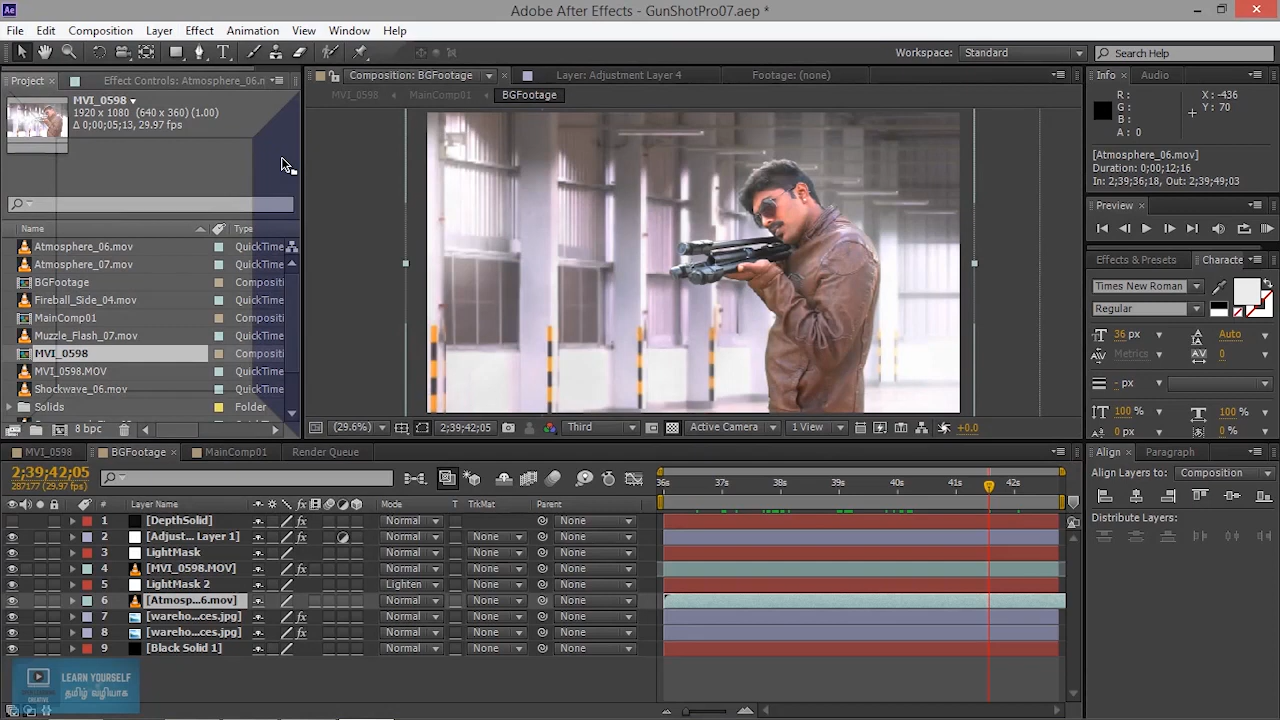 Ae
Adobe After Effects - GunShotPro07.aep *
File Edit Composition Layer Effect Animation View Window Help
Workspace: Standard Search Help
Project Effect Controls: Atmosphere_06.n
MVI_0598
1920 x 1080 (640 x 360) (1.00)
Δ 0;00;05;13, 29.97 fps
Name Type
Atmosphere_06.mov QuickTime
Atmosphere_07.mov QuickTime
BGFootage Compositi
Fireball_Side_04.mov QuickTime
MainComp01 Compositi
Muzzle_Flash_07.mov QuickTime
MVI_0598 Compositi
MVI_0598.MOV QuickTime
Shockwave_06.mov QuickTime
Solids Folder
8 bpc
Composition: BGFootage Layer: Adjustment Layer 4 Footage: (none)
MVI_0598 MainComp01 BGFootage
(29.6%) 2;39;42;05 Third Active Camera 1 View +0.0
Info Audio
R : X: -436
G : Y: 70
B :
A : 0
[Atmosphere_06.mov]
Duration: 0;00;12;16
In: 2;39;36;18, Out: 2;39;49;03
Preview
Effects & Presets Characte
Times New Roman
Regular
36 px Auto
Metrics 0
- px
100 % 100 %
0 px 0 %
Align Paragraph
Align Layers to: Composition
Distribute Layers:
MVI_0598 BGFootage MainComp01 Render Queue
2;39;42;05
287177 (29.97 fps)
36s 37s 38s 39s 40s 41s 42s
# Layer Name Mode T TrkMat Parent
1 [DepthSolid] Normal None
2 [Adjust... Layer 1] Normal None None
3 LightMask Normal None None
4 [MVI_0598.MOV] Normal None None
5 LightMask 2 Lighten None None
6 [Atmosp...6.mov] Normal None None
7 [wareho...ces.jpg] Normal None None
8 [wareho...ces.jpg] Normal None None
9 [Black Solid 1] Normal None None
LEARN YOURSELF
தமிழ் வழியாக
CREATIVE